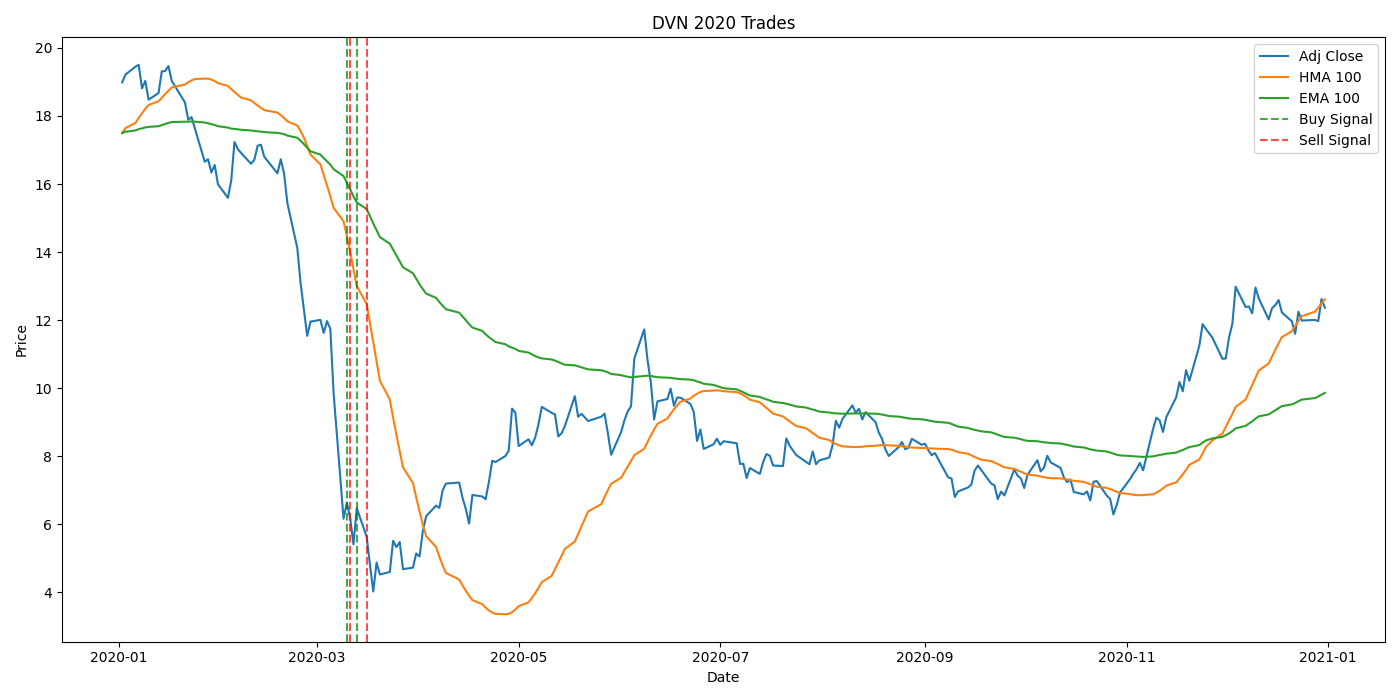 DVN 2020 Trades
Adj Close
HMA 100
EMA 100
Buy Signal
Sell Signal
Price
20
18
16
14
12
10
8
6
4
2020-01 2020-03 2020-05 2020-07 2020-09 2020-11 2021-01
Date